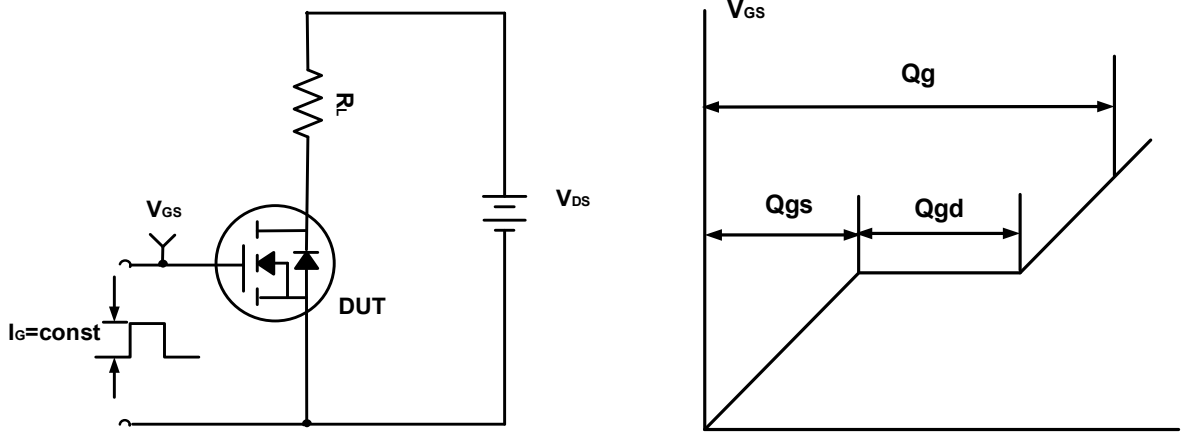 RL
VDS
VGS
DUT
IG=const
VGS
Qg
Qgs
Qgd